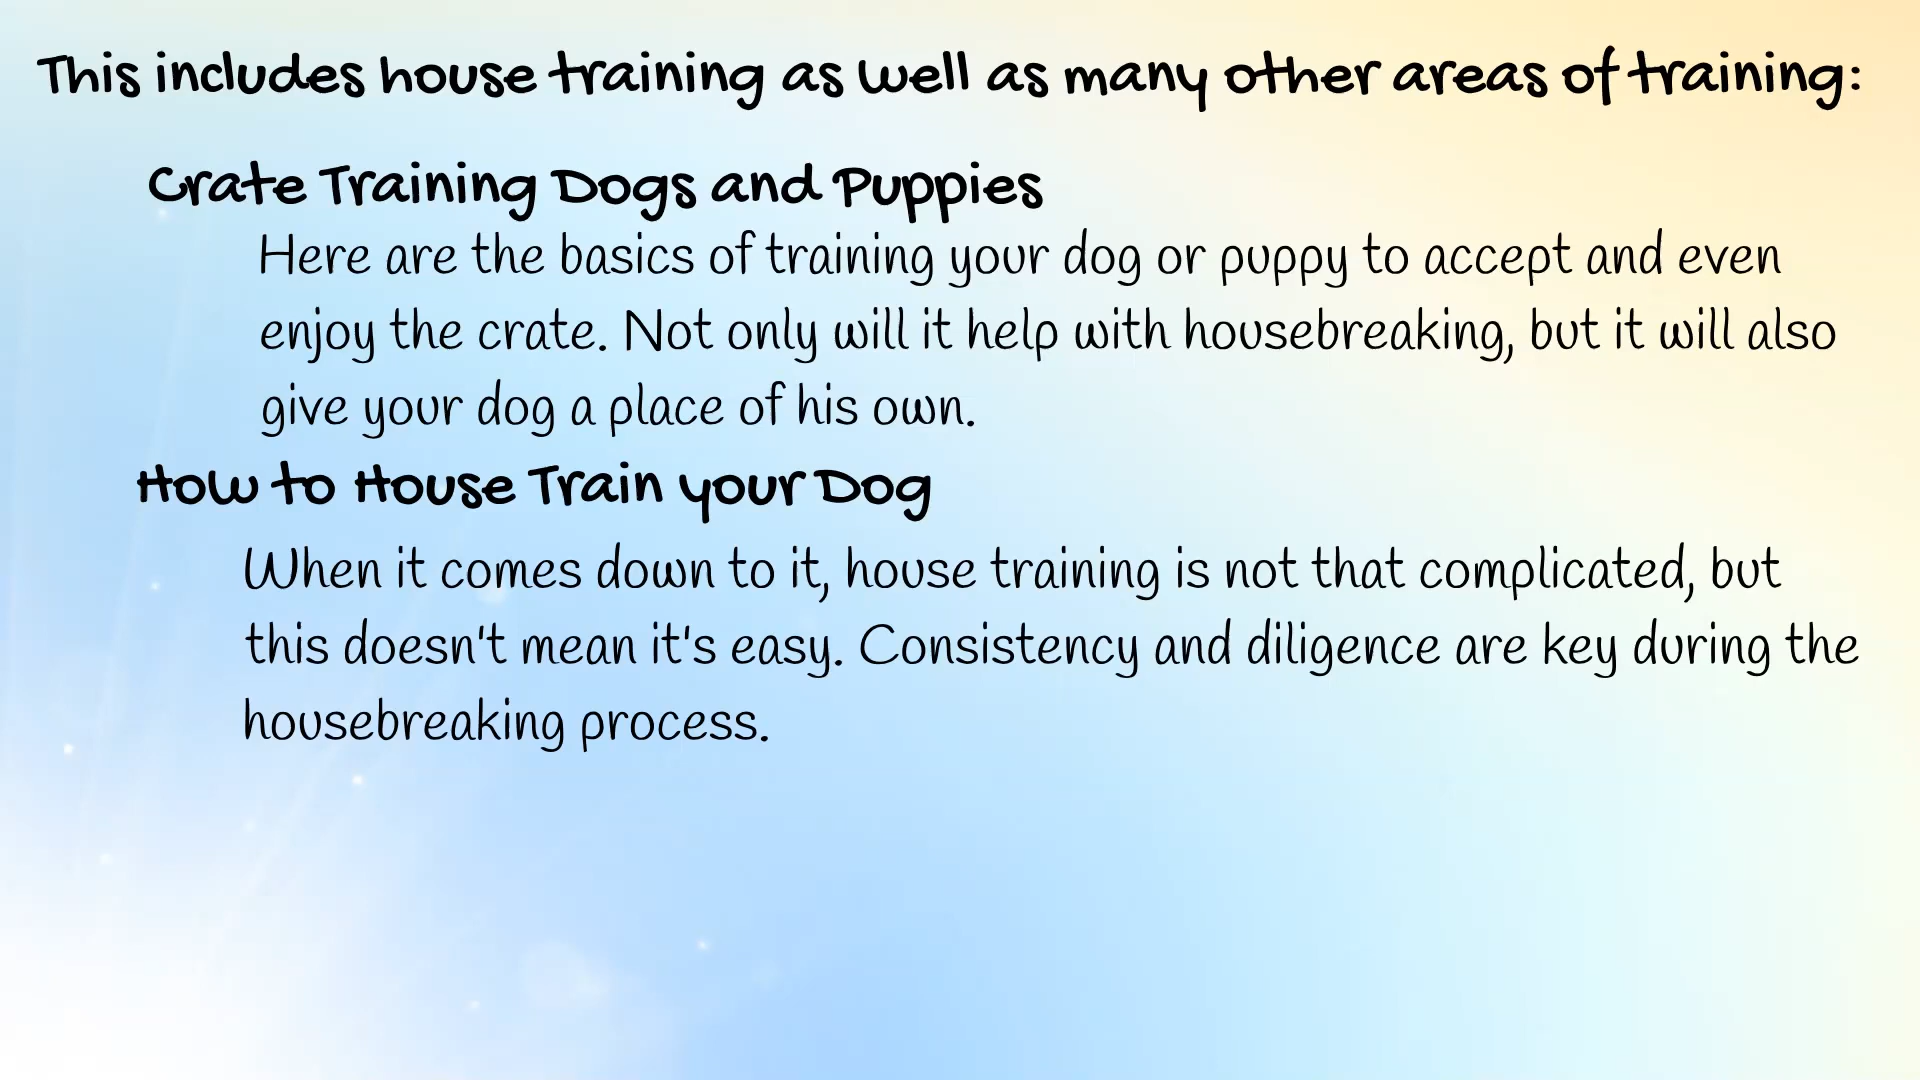 This includes house training as well as many other areas of training:
Crate Training Dogs and Puppies
Here are the basics of training your dog or puppy to accept and even
enjoy the crate. Not only will it help with housebreaking, but it will also
give your dog a place of his own.
How to House Train your Dog
When it comes down to it, house training is not that complicated, but
this doesn't mean it's easy. Consistency and diligence are key during the
housebreaking process.